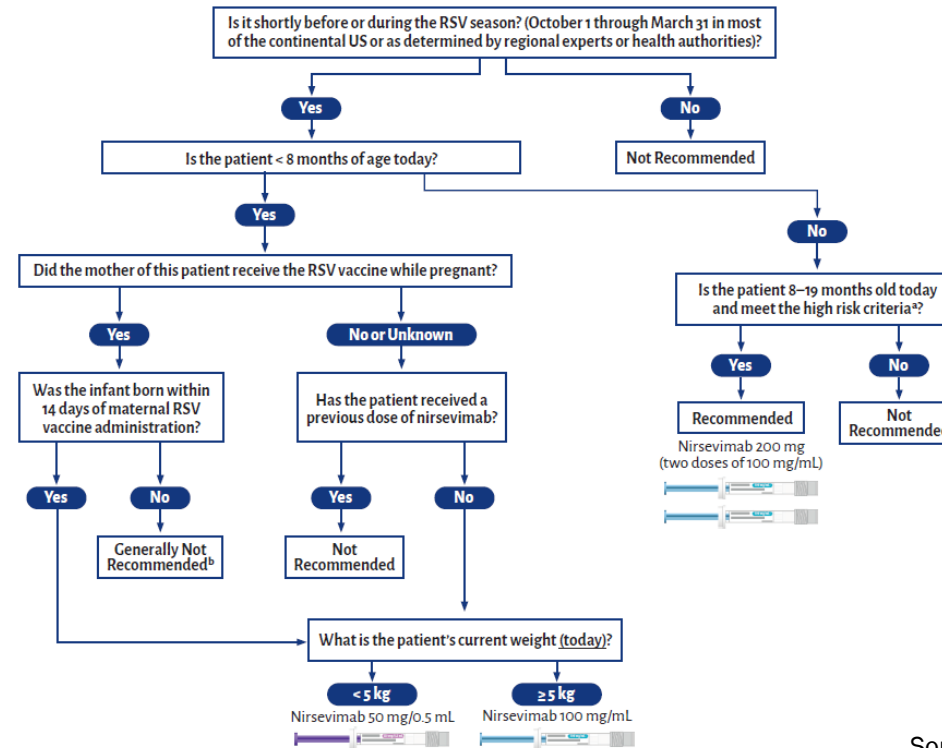 Is it shortly before or during the RSV season? (October 1 through March 31 in most
of the continental US or as determined by regional experts or health authorities)?
Yes
No
Is the patient < 8 months of age today?
Not Recommended
Yes
No
Did the mother of this patient receive the RSV vaccine while pregnant?
Is the patient 8–19 months old today
and meet the high risk criteriaᵃ?
Yes
No or Unknown
Yes
No
Was the infant born within
14 days of maternal RSV
vaccine administration?
Has the patient received a
previous dose of nirsevimab?
Recommended
Not
Nirsevimab 200 mg
(two doses of 100 mg/mL)
Yes
No
Yes
No
Generally Not
Recommendedᵇ
Not
Recommended
What is the patient's current weight (today)?
< 5 kg
≥ 5 kg
Nirsevimab 50 mg/0.5 mL
Nirsevimab 100 mg/mL